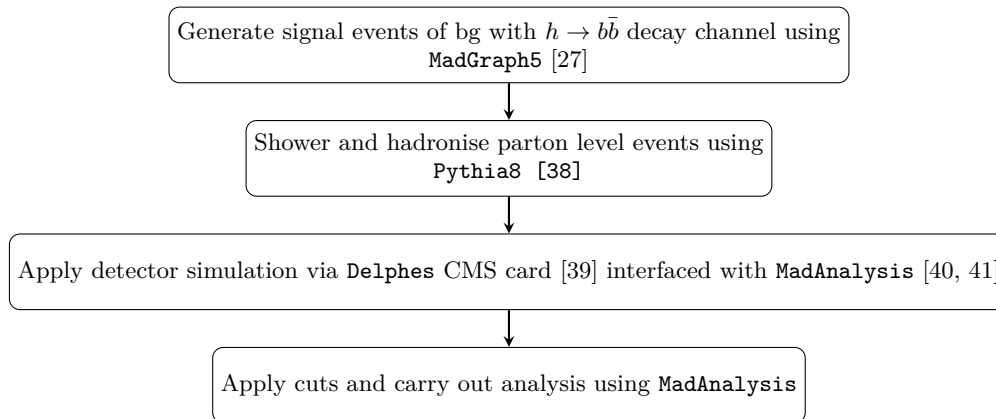 Generate signal events of bg with $h \to b\bar{b}$ decay channel using
MadGraph5 [27]
Shower and hadronise parton level events using
Pythia8 [38]
Apply detector simulation via Delphes CMS card [39] interfaced with MadAnalysis [40, 41]
Apply cuts and carry out analysis using MadAnalysis